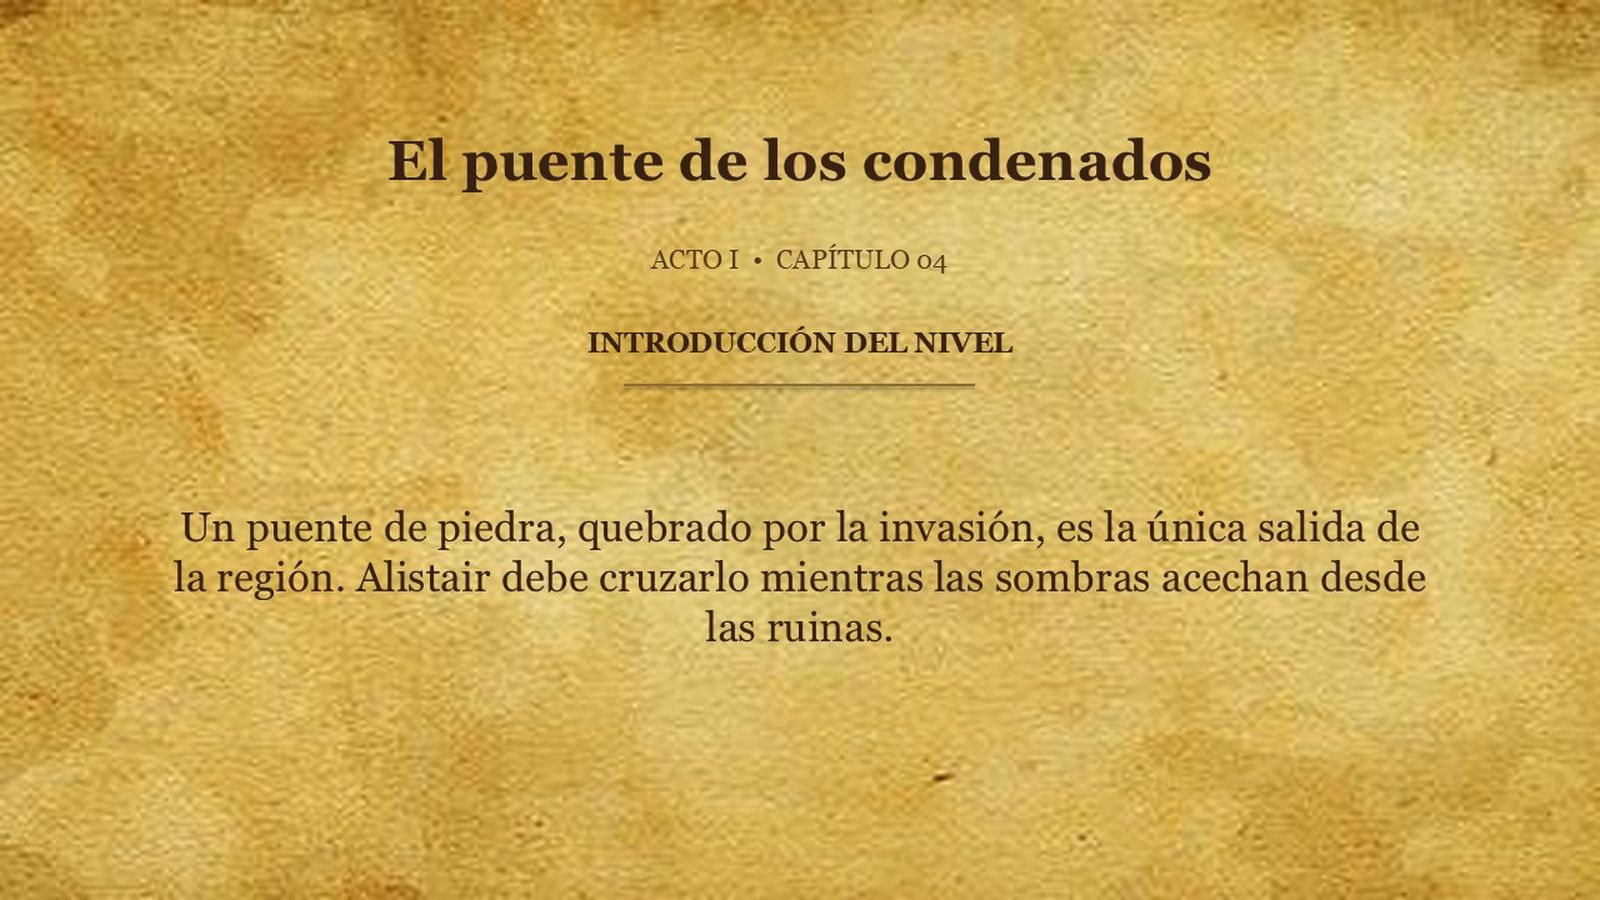 El puente de los condenados
ACTO I • CAPÍTULO 04
INTRODUCCIÓN DEL NIVEL
Un puente de piedra, quebrado por la invasión, es la única salida de
la región. Alistair debe cruzarlo mientras las sombras acechan desde
las ruinas.